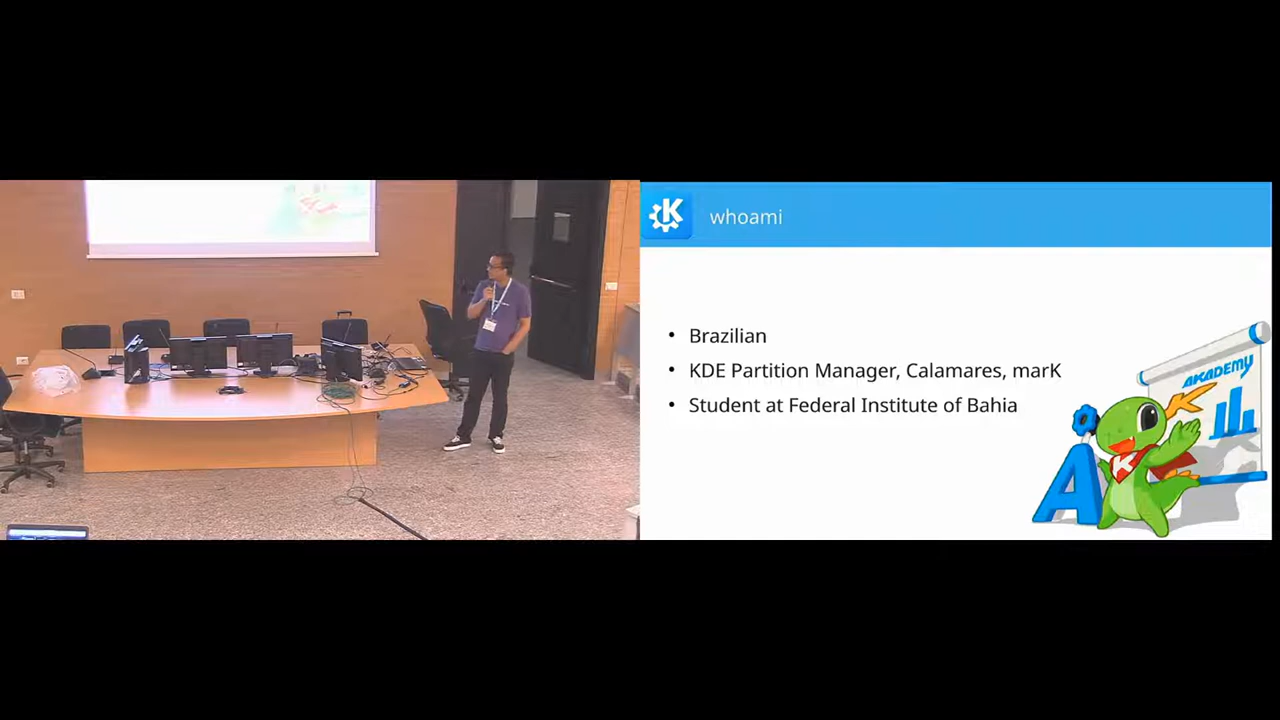 whoami
• Brazilian
• KDE Partition Manager, Calamares, marK
• Student at Federal Institute of Bahia
AKADEMY
A
K
K